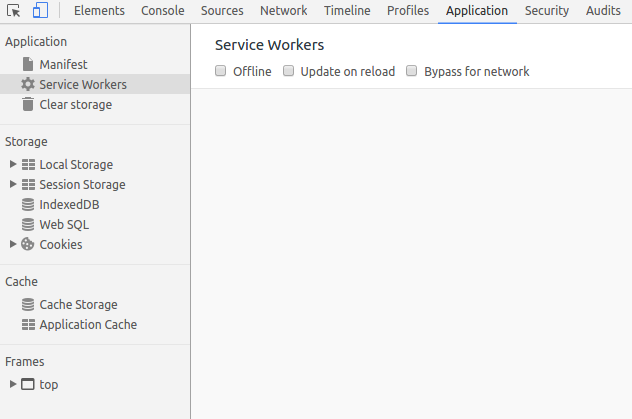 Elements Console Sources Network Timeline Profiles Application Security Audits
Application
Manifest
Service Workers
Clear storage
Storage
Local Storage
Session Storage
IndexedDB
Web SQL
Cookies
Cache
Cache Storage
Application Cache
Frames
top
Service Workers
Offline Update on reload Bypass for network